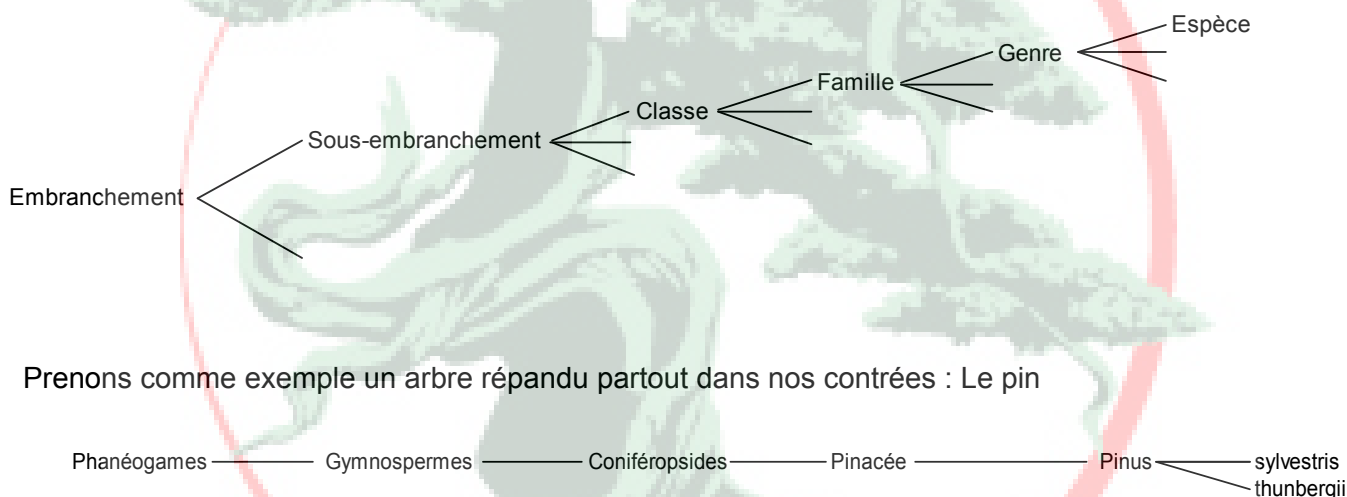 Espèce
Genre
Famille
Classe
Sous-embranchement
Embranchement
Prenons comme exemple un arbre répandu partout dans nos contrées : Le pin
Phanéogames Gymnospermes Coniféropsides Pinacée Pinus sylvestris
thunbergii